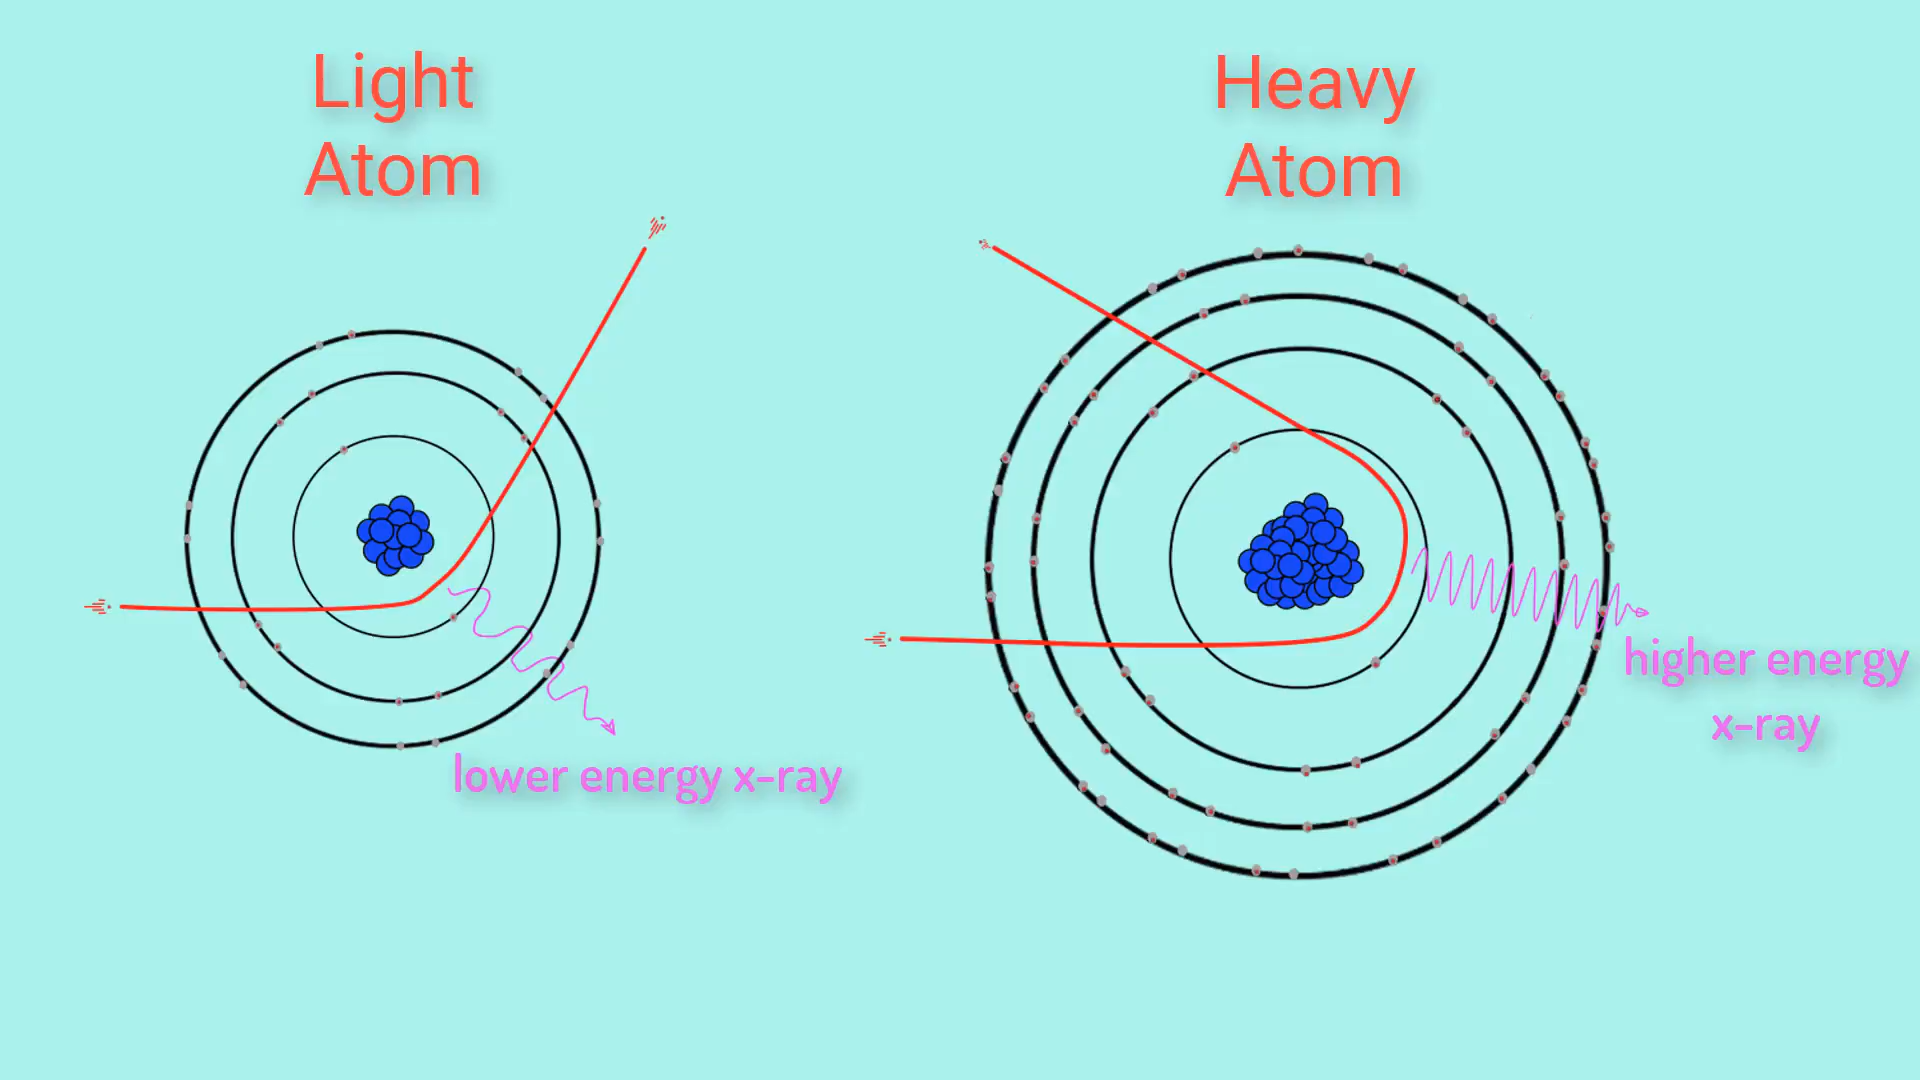 Light
Atom
Heavy
Atom
lower energy x-ray
higher energy
x-ray